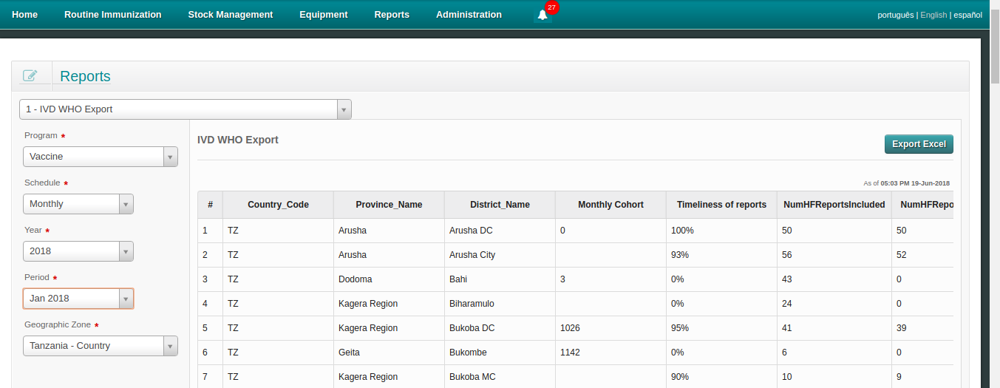 Home Routine Immunization Stock Management Equipment Reports Administration 27 português | English | español
Reports
1 - IVD WHO Export
Program *
Vaccine
Schedule *
Monthly
Year *
2018
Period *
Jan 2018
Geographic Zone *
Tanzania - Country
IVD WHO Export
Export Excel
As of 05:03 PM 19-Jun-2018
# Country_Code Province_Name District_Name Monthly Cohort Timeliness of reports NumHFReportsIncluded NumHFRepo
1 TZ Arusha Arusha DC 0 100% 50 50
2 TZ Arusha Arusha City 93% 56 52
3 TZ Dodoma Bahi 3 0% 43 0
4 TZ Kagera Region Biharamulo 0% 24 0
5 TZ Kagera Region Bukoba DC 1026 95% 41 39
6 TZ Geita Bukombe 1142 0% 6 0
7 TZ Kagera Region Bukoba MC 90% 10 9